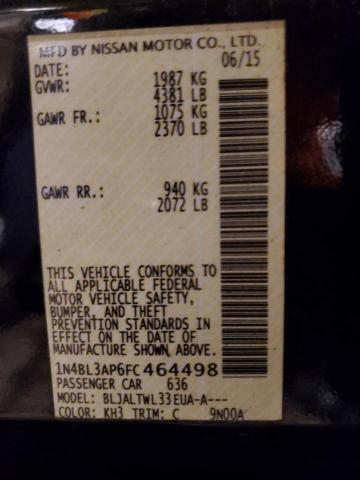 MFD BY NISSAN MOTOR CO., LTD.
DATE: 06/15
GVWR: 1987 KG
4381 LB
GAWR FR.: 1075 KG
2370 LB
GAWR RR.: 940 KG
2072 LB
THIS VEHICLE CONFORMS TO
ALL APPLICABLE FEDERAL
MOTOR VEHICLE SAFETY,
BUMPER, AND THEFT
PREVENTION STANDARDS IN
EFFECT ON THE DATE OF
MANUFACTURE SHOWN ABOVE.
1N4BL3AP6FC464498
PASSENGER CAR 636
MODEL: BLJALTWL33EUA-A---
COLOR: KH3 TRIM: C 9N00A